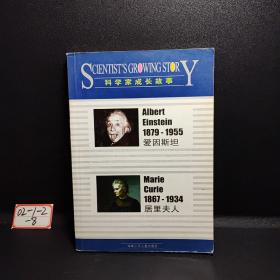 SCIENTIST'S GROWING STORY
科学家成长故事
Albert
Einstein
1879 - 1955
爱因斯坦
Marie
Curie
1867 - 1934
居里夫人
02-1-2
-8